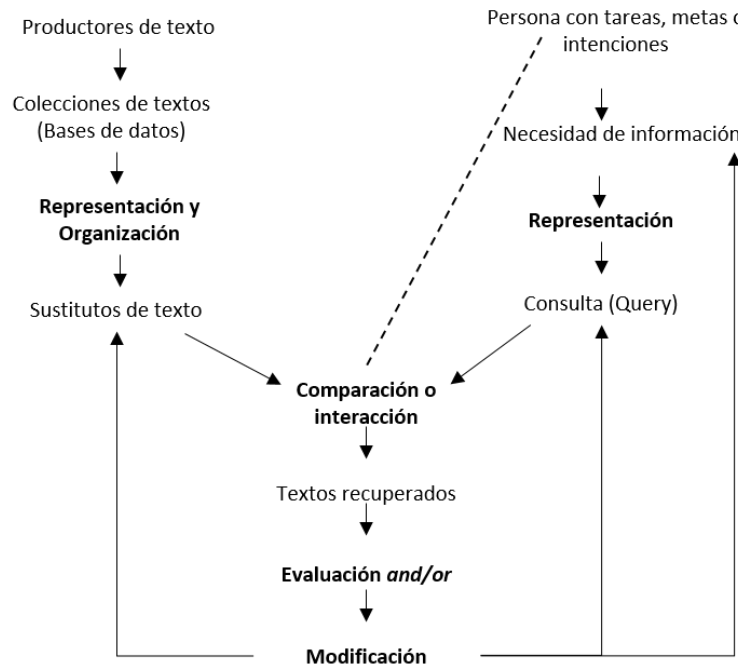 Productores de texto
Colecciones de textos
(Bases de datos)
Representación y
Organización
Sustitutos de texto
Persona con tareas, metas
intenciones
Necesidad de información
Representación
Consulta (Query)
Comparación o
interacción
Textos recuperados
Evaluación and/or
Modificación